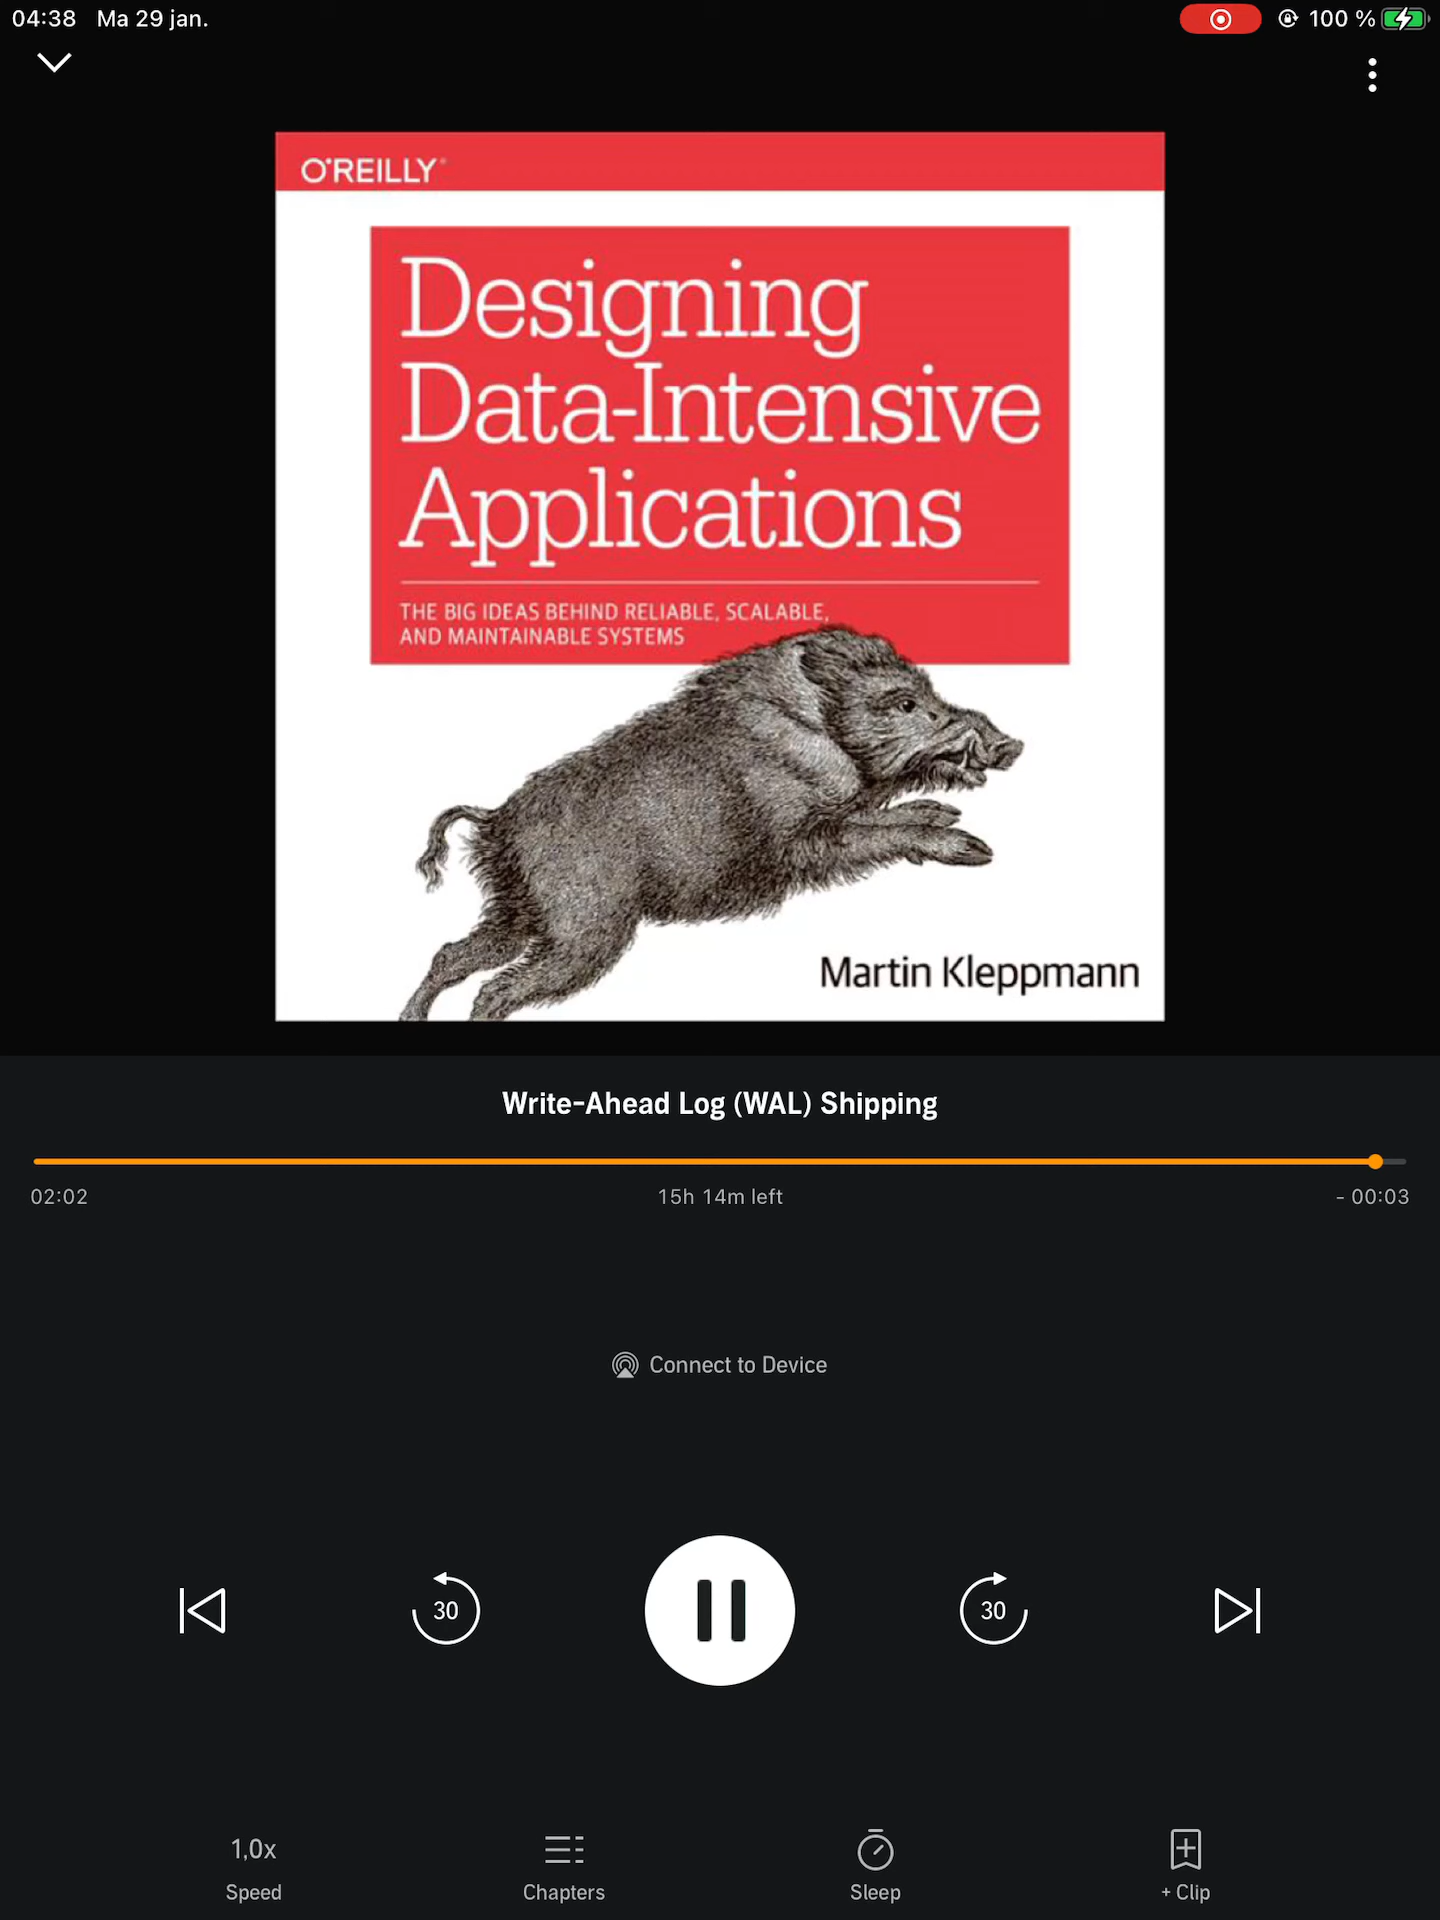 04:38 Ma 29 jan.
100 %
O'REILLY®
Designing
Data-Intensive
Applications
THE BIG IDEAS BEHIND RELIABLE, SCALABLE,
AND MAINTAINABLE SYSTEMS
Martin Kleppmann
Write-Ahead Log (WAL) Shipping
02:02 15h 14m left - 00:03
Connect to Device
30 30
1,0x
Speed Chapters Sleep + Clip